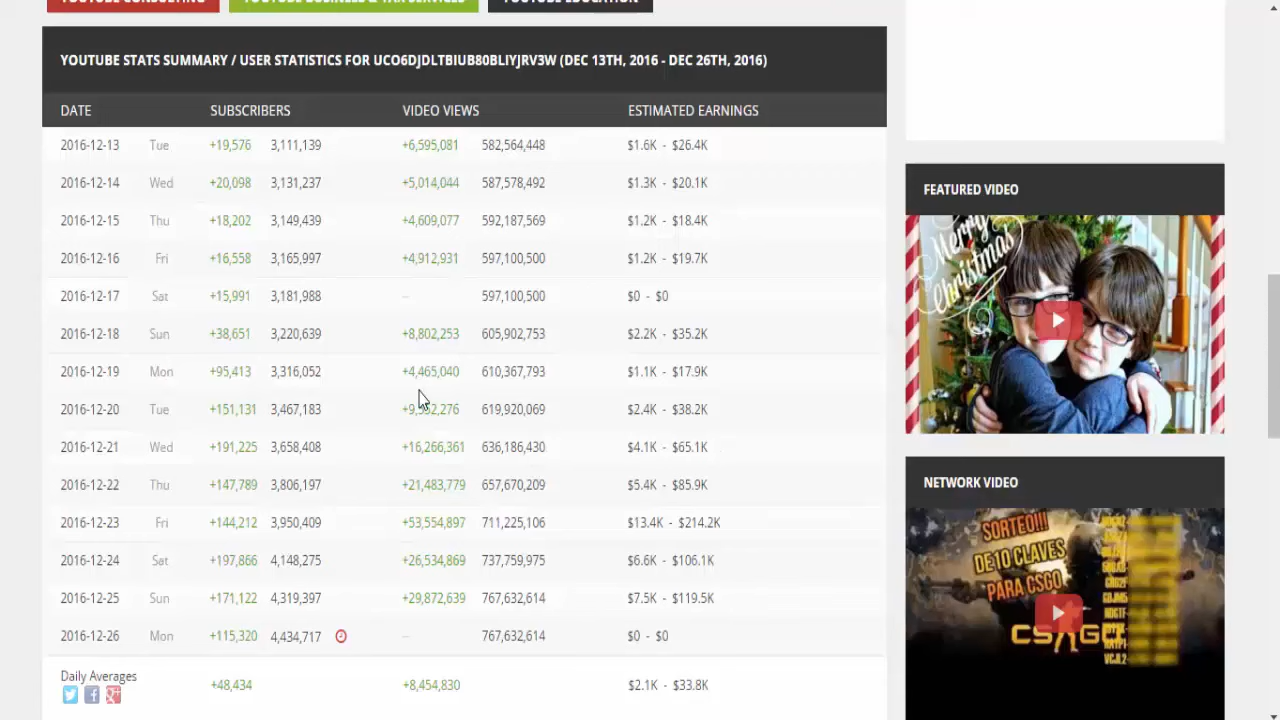 YOUTUBE CONSULTING YOUTUBE BUSINESS & TAX SERVICES YOUTUBE EDUCATION
YOUTUBE STATS SUMMARY / USER STATISTICS FOR UCO6DJDLTBIUB80BLIYJRV3W (DEC 13TH, 2016 - DEC 26TH, 2016)
DATE SUBSCRIBERS VIDEO VIEWS ESTIMATED EARNINGS
2016-12-13 Tue +19,576 3,111,139 +6,595,081 582,564,448 $1.6K - $26.4K
2016-12-14 Wed +20,098 3,131,237 +5,014,044 587,578,492 $1.3K - $20.1K
2016-12-15 Thu +18,202 3,149,439 +4,609,077 592,187,569 $1.2K - $18.4K
2016-12-16 Fri +16,558 3,165,997 +4,912,931 597,100,500 $1.2K - $19.7K
2016-12-17 Sat +15,991 3,181,988 -- 597,100,500 $0 - $0
2016-12-18 Sun +38,651 3,220,639 +8,802,253 605,902,753 $2.2K - $35.2K
2016-12-19 Mon +95,413 3,316,052 +4,465,040 610,367,793 $1.1K - $17.9K
2016-12-20 Tue +151,131 3,467,183 619,920,069 $2.4K - $38.2K
2016-12-21 Wed +191,225 3,658,408 +16,266,361 636,186,430 $4.1K - $65.1K
2016-12-22 Thu +147,789 3,806,197 +21,483,779 657,670,209 $5.4K - $85.9K
2016-12-23 Fri +144,212 3,950,409 +53,554,897 711,225,106 $13.4K - $214.2K
2016-12-24 Sat +197,866 4,148,275 +26,534,869 737,759,975 $6.6K - $106.1K
2016-12-25 Sun +171,122 4,319,397 +29,872,639 767,632,614 $7.5K - $119.5K
2016-12-26 Mon +115,320 4,434,717 -- 767,632,614 $0 - $0
Daily Averages +48,434 +8,454,830 $2.1K - $33.8K
FEATURED VIDEO
Merry
Christmas
NETWORK VIDEO
SORTEO!!!
DE 10 CLAVES
PARA CSGO
CS GO